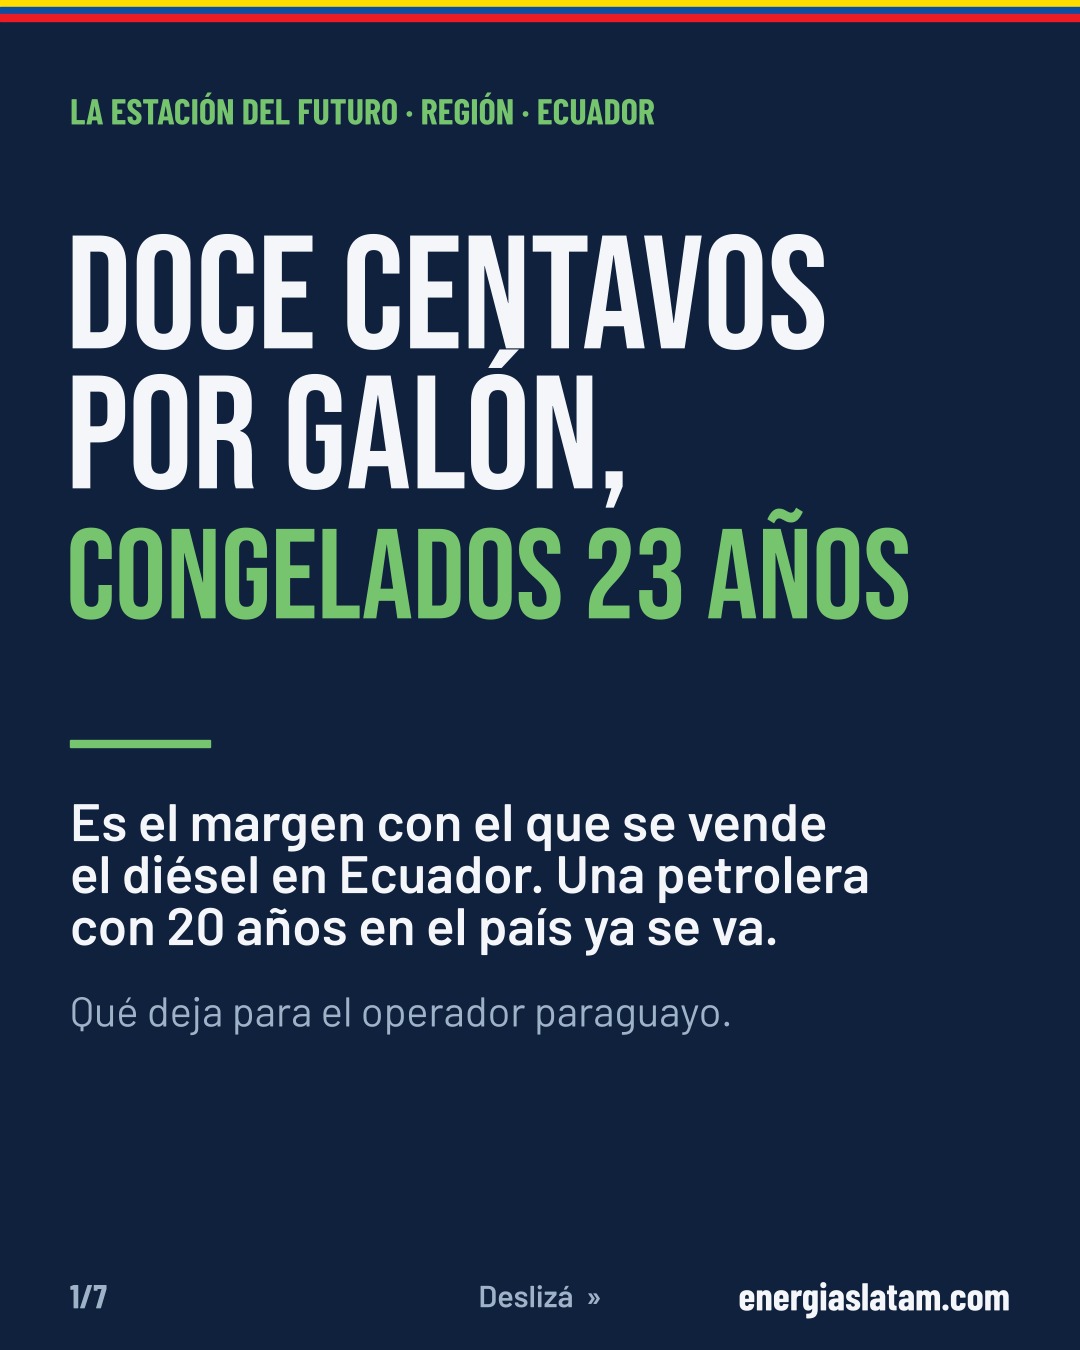 LA ESTACIÓN DEL FUTURO · REGIÓN · ECUADOR
DOCE CENTAVOS
POR GALÓN,
CONGELADOS 23 AÑOS
Es el margen con el que se vende
el diésel en Ecuador. Una petrolera
con 20 años en el país ya se va.
Qué deja para el operador paraguayo.
1/7
Deslizá »
energiaslatam.com